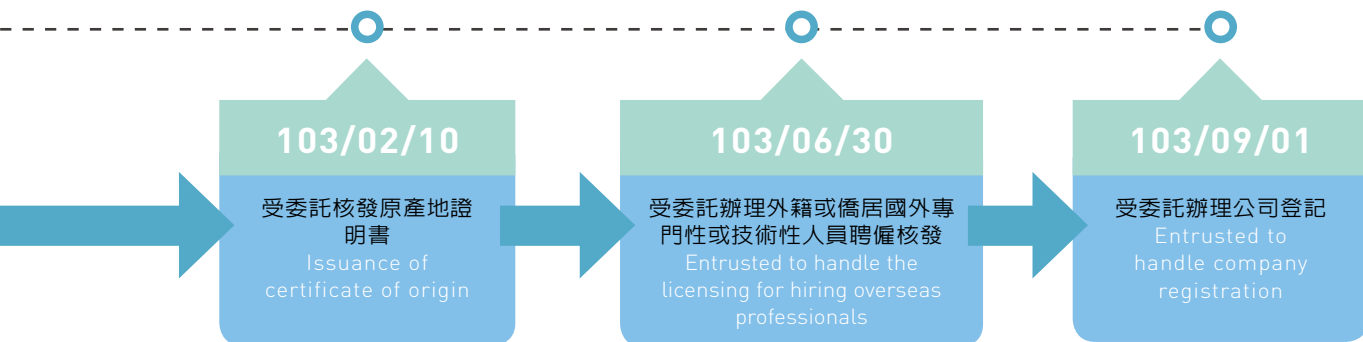 103/02/10
受委託核發原產地證
明書
Issuance of
certificate of origin
103/06/30
受委託辦理外籍或僑居國外專
門性或技術性人員聘僱核發
Entrusted to handle the
licensing for hiring overseas
professionals
103/09/01
受委託辦理公司登記
Entrusted to
handle company
registration